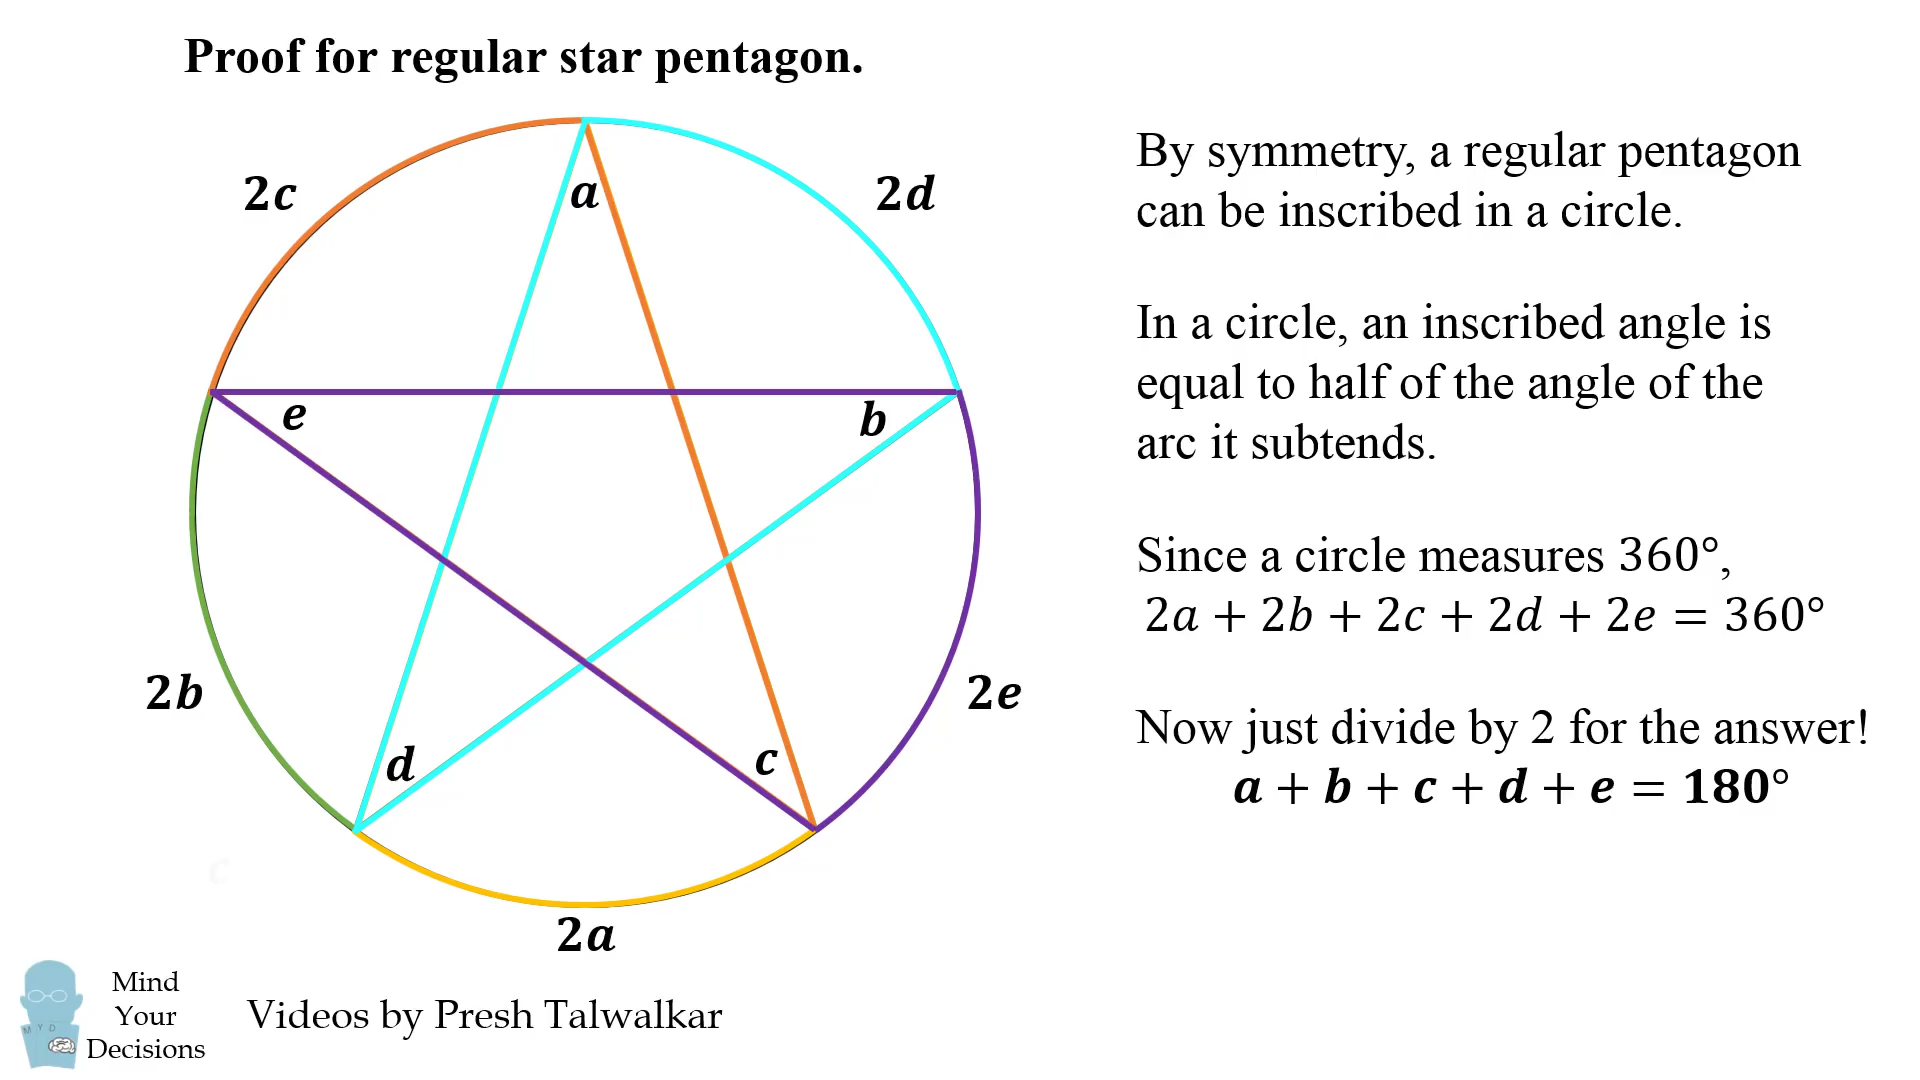 Proof for regular star pentagon.
2c
2d
a
e
b
2b
2e
d
c
2a
By symmetry, a regular pentagon
can be inscribed in a circle.
In a circle, an inscribed angle is
equal to half of the angle of the
arc it subtends.
Since a circle measures 360°,
2a + 2b + 2c + 2d + 2e = 360°
Now just divide by 2 for the answer!
a + b + c + d + e = 180°
c
M Y D
Mind
Your
Decisions
Videos by Presh Talwalkar